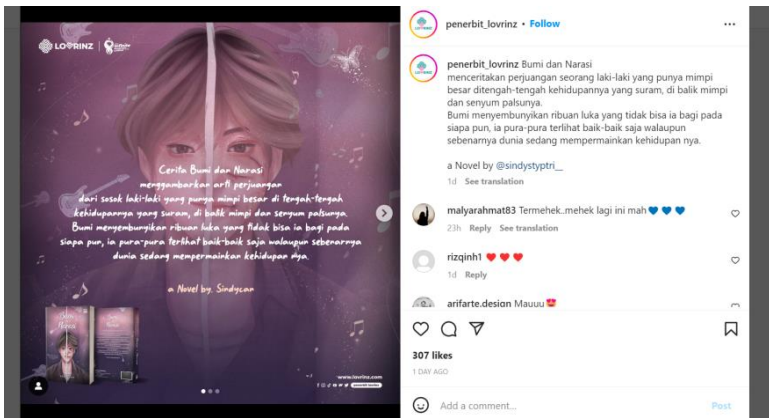 LOVRINZ
Cerita Bumi dan Narasi
menggambarkan arti perjuangan
dari sosok laki-laki yang punya mimpi besar di tengah-tengah
kehidupannya yang suram, di balik mimpi dan senyum palsunya.
Bumi menyembunyikan ribuan luka yang tidak bisa ia bagi pada
siapa pun, ia pura-pura terlihat baik-baik saja walaupun sebenarnya
dunia sedang mempermainkan kehidupan nya.
a Novel by. Sindycan
Bumi
dan
Narasi
www.lovrinz.com
penerbit lovrinz
penerbit_lovrinz • Follow
penerbit_lovrinz Bumi dan Narasi
menceritakan perjuangan seorang laki-laki yang punya mimpi
besar ditengah-tengah kehidupannya yang suram, di balik mimpi
dan senyum palsunya.
Bumi menyembunyikan ribuan luka yang tidak bisa ia bagi pada
siapa pun, ia pura-pura terlihat baik-baik saja walaupun
sebenarnya dunia sedang mempermainkan kehidupan nya.
a Novel by @sindystyptri__
1d See translation
malyarahmat83 Termehek..mehek lagi ini mah
23h Reply See translation
rizqinh1
1d Reply
arifarte.design Mauuu
307 likes
1 DAY AGO
Add a comment...
Post